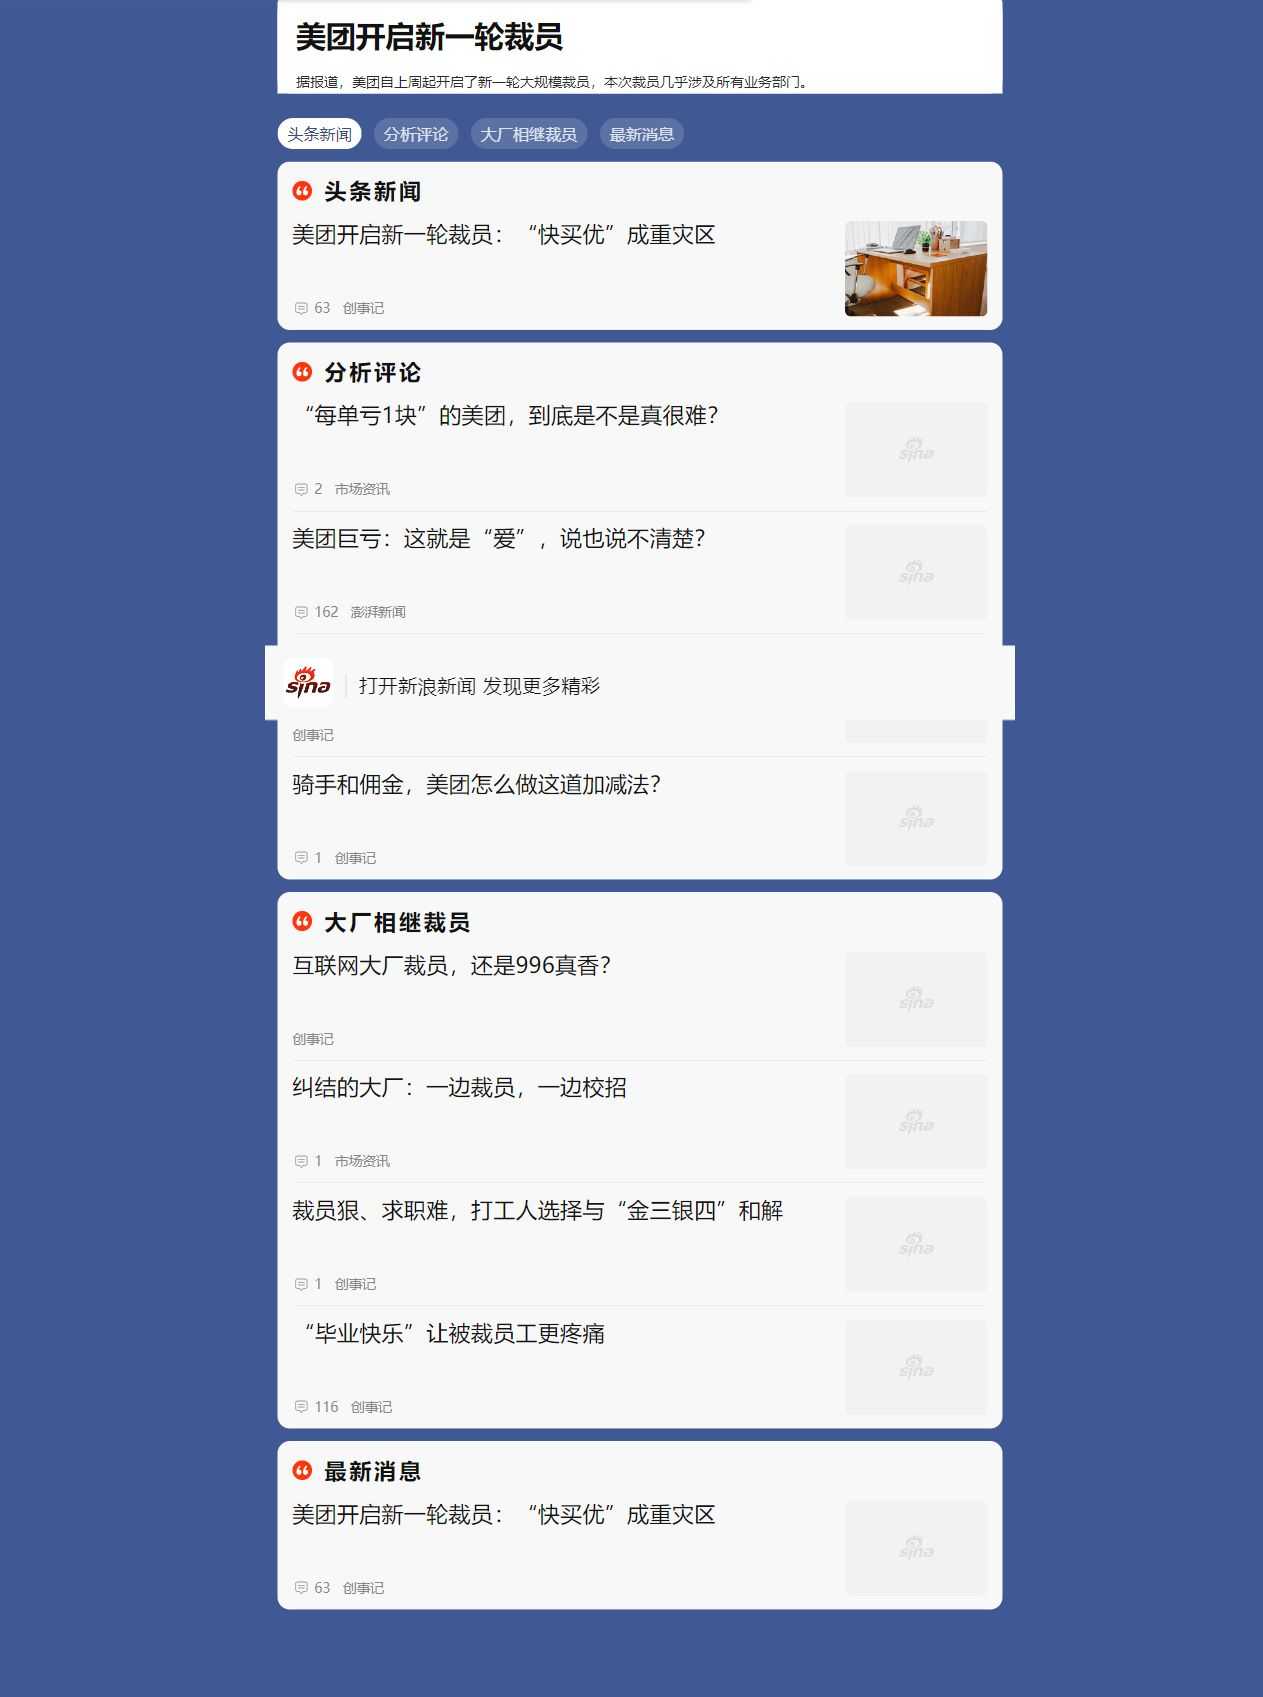 美团开启新一轮裁员
据报道，美团自上周起开启了新一轮大规模裁员，本次裁员几乎涉及所有业务部门。
头条新闻 分析评论 大厂相继裁员 最新消息
头条新闻
美团开启新一轮裁员：“快买优”成重灾区
63 创事记
分析评论
“每单亏1块”的美团，到底是不是真很难？
sina
2 市场资讯
美团巨亏：这就是“爱”，说也说不清楚？
sina
162 澎湃新闻
sina 打开新浪新闻 发现更多精彩
创事记
骑手和佣金，美团怎么做这道加减法？
sina
1 创事记
大厂相继裁员
互联网大厂裁员，还是996真香？
sina
创事记
纠结的大厂：一边裁员，一边校招
sina
1 市场资讯
裁员狠、求职难，打工人选择与“金三银四”和解
sina
1 创事记
“毕业快乐”让被裁员工更疼痛
sina
116 创事记
最新消息
美团开启新一轮裁员：“快买优”成重灾区
sina
63 创事记